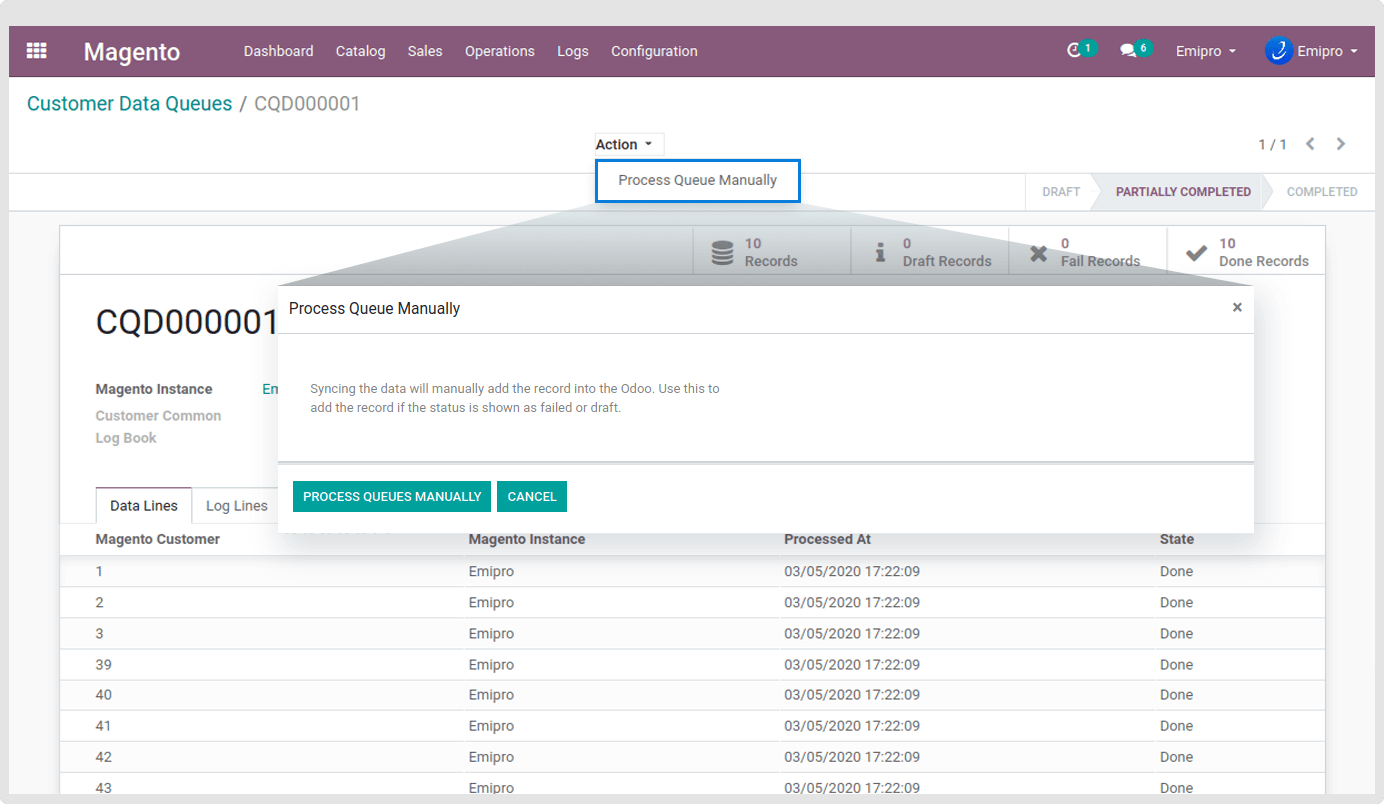 Magento Dashboard Catalog Sales Operations Logs Configuration 1 6 Emipro Emipro
Customer Data Queues / CQD000001
Action 1 / 1
Process Queue Manually
DRAFT PARTIALLY COMPLETED COMPLETED
10 Records
0 Draft Records
0 Fail Records
10 Done Records
CQD000001
Process Queue Manually ×
Magento Instance Em
Syncing the data will manually add the record into the Odoo. Use this to
add the record if the status is shown as failed or draft.
Customer Common
Log Book
PROCESS QUEUES MANUALLY CANCEL
Data Lines Log Lines
Magento Customer Magento Instance Processed At State
1 Emipro 03/05/2020 17:22:09 Done
2 Emipro 03/05/2020 17:22:09 Done
3 Emipro 03/05/2020 17:22:09 Done
39 Emipro 03/05/2020 17:22:09 Done
40 Emipro 03/05/2020 17:22:09 Done
41 Emipro 03/05/2020 17:22:09 Done
42 Emipro 03/05/2020 17:22:09 Done
43 Emipro 03/05/2020 17:22:09 Done